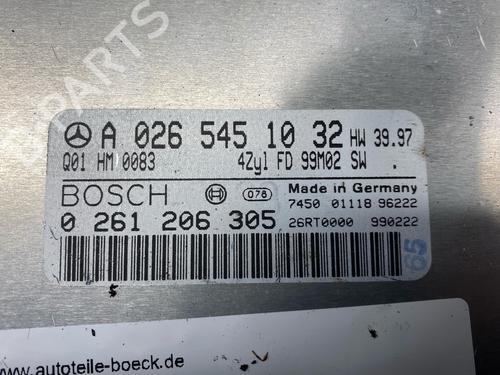 A 026 545 10 32 HW 39.97
Q01 HM 0083 4Zyl FD 99M02 SW .
BOSCH 078 Made in Germany
7450 01118 96222
0 261 206 305 26RT0000 990222
65
www.autoteile-boeck.de
B-PARTS